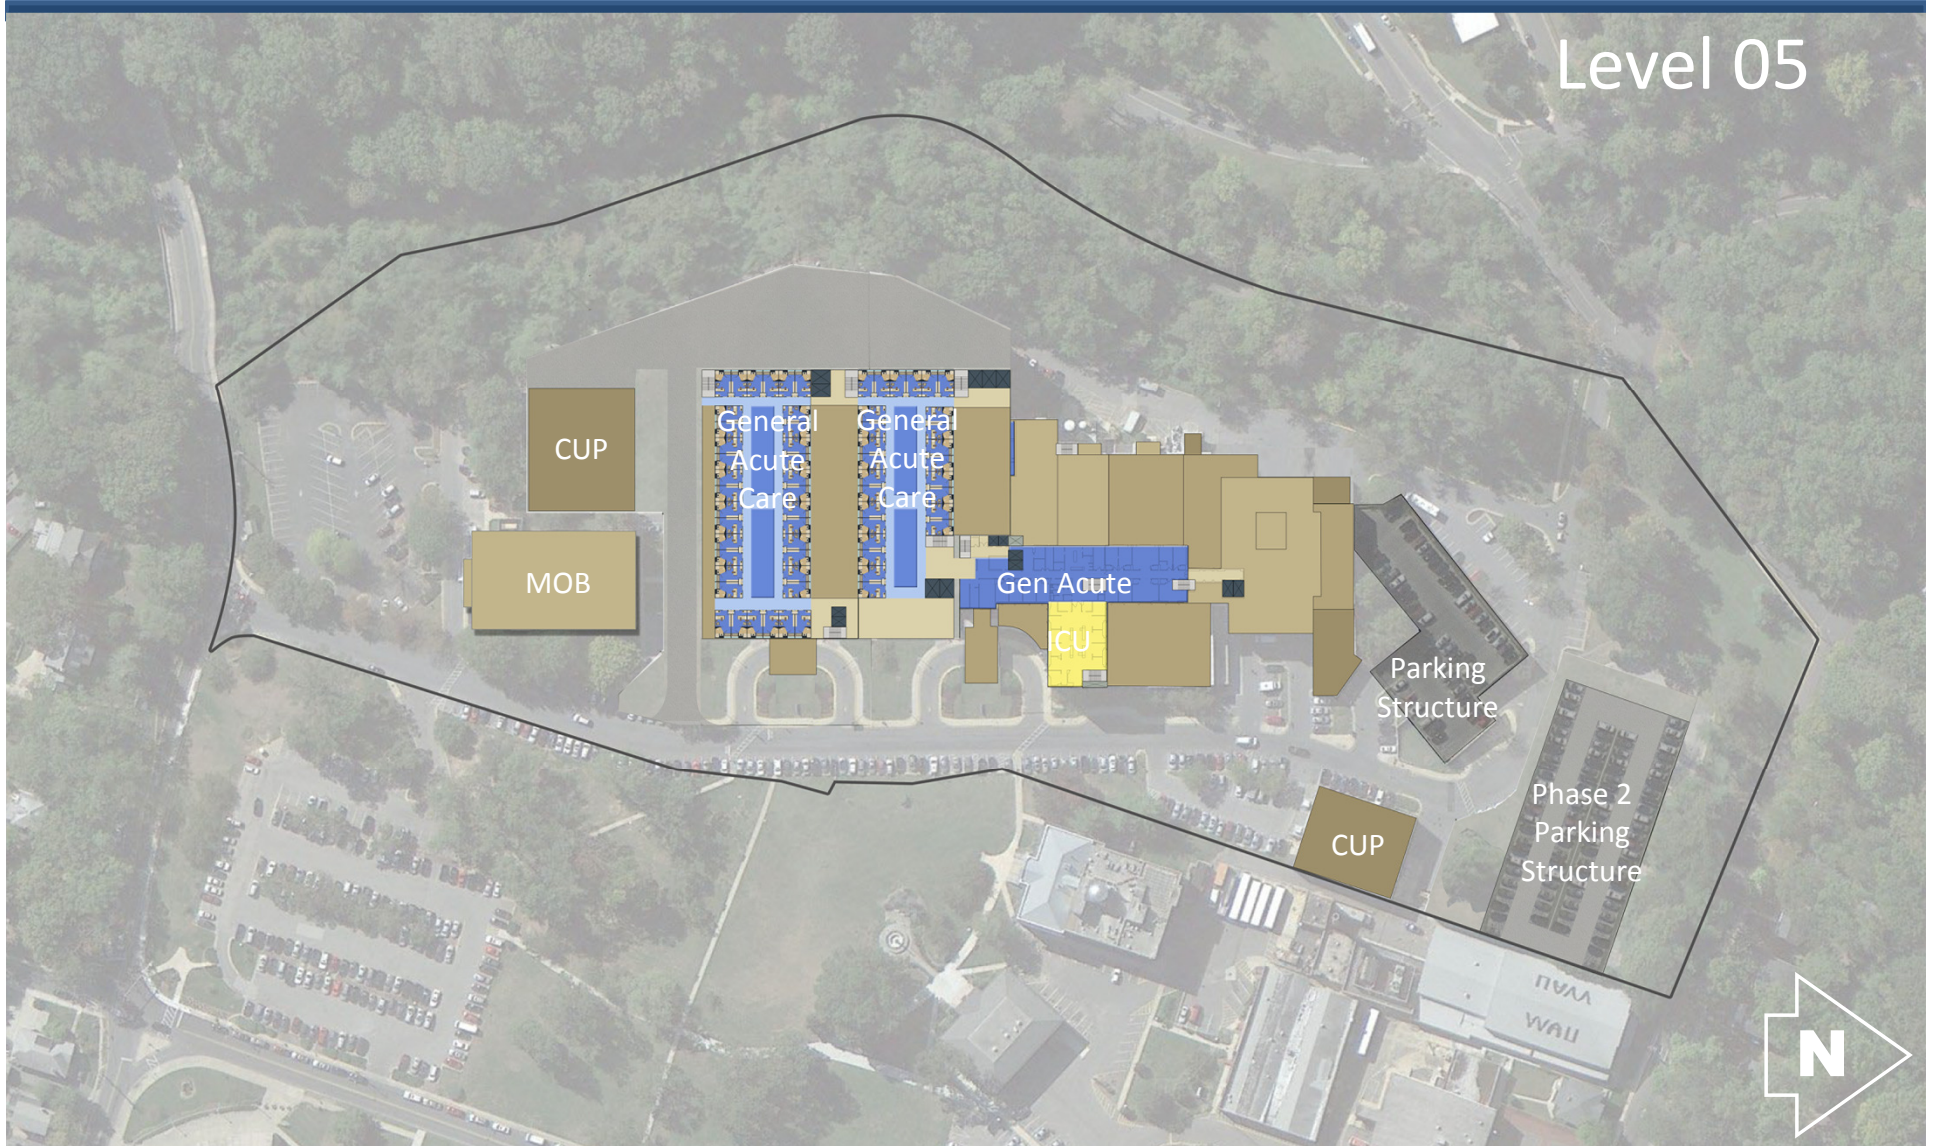 Level 05
General
Acute
Care
General
Acute
Care
CUP
MOB
Gen Acute
ICU
Parking
Structure
Phase 2
Parking
Structure
CUP
N